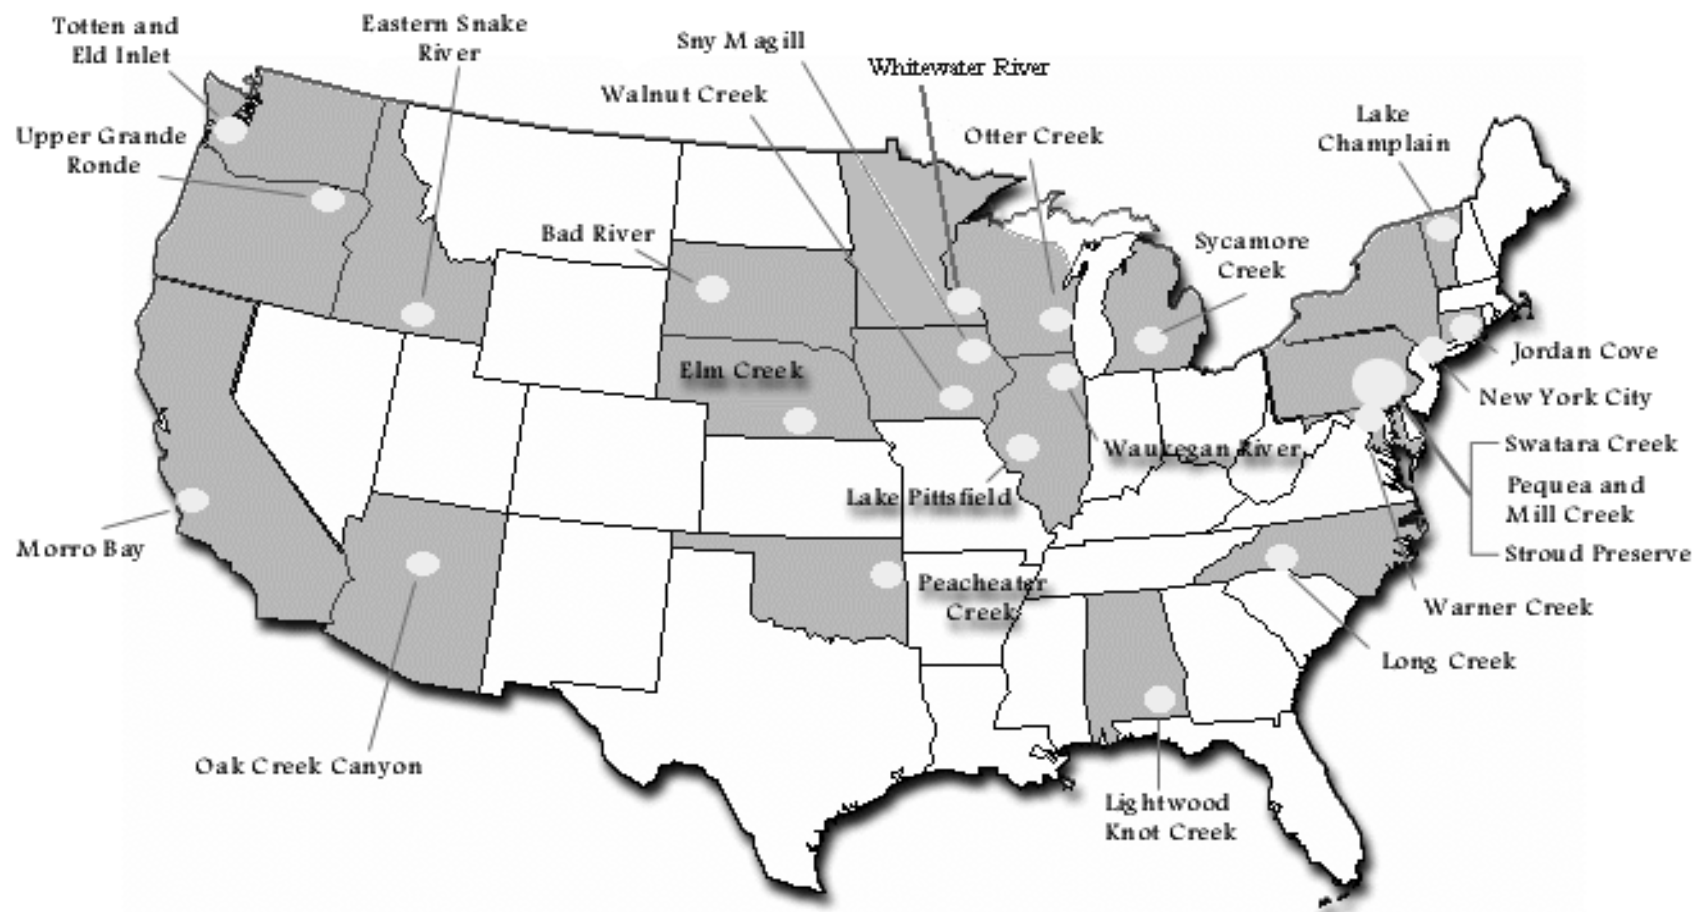 Totten and
Eld Inlet
Eastern Snake
River
Sny Magill
Whitewater River
Walnut Creek
Otter Creek
Lake
Champlain
Upper Grande
Ronde
Bad River
Sycamore
Creek
Elm Creek
Jordan Cove
New York City
Waukegan River
Swatara Creek
Lake Pittsfield
Pequea and
Mill Creek
Morro Bay
Stroud Preserve
Peacheater
Creek
Warner Creek
Long Creek
Oak Creek Canyon
Lightwood
Knot Creek